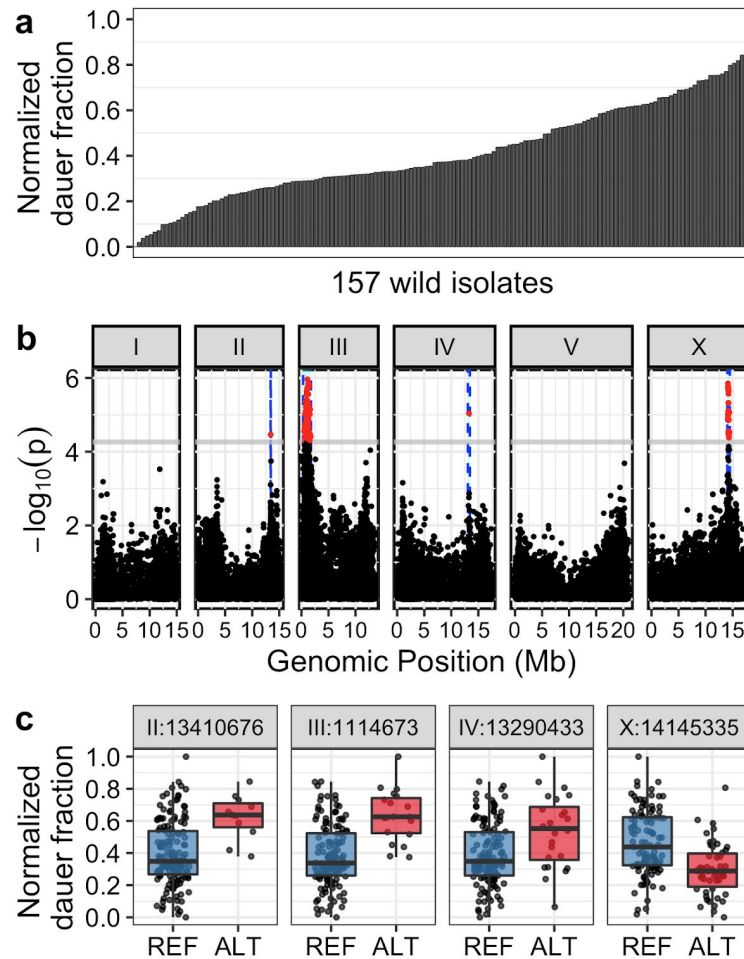 a
Normalized
dauer fraction
1.0
0.8
0.6
0.4
0.2
0.0
157 wild isolates
b
I II III IV V X
−log10(p)
6
4
2
0
0 5 10 15 0 5 10 15 0 5 10 0 5 10 15 0 5 10 15 20 0 5 10 15
Genomic Position (Mb)
c
II:13410676 III:1114673 IV:13290433 X:14145335
Normalized
dauer fraction
1.0
0.8
0.6
0.4
0.2
0.0
REF ALT REF ALT REF ALT REF ALT